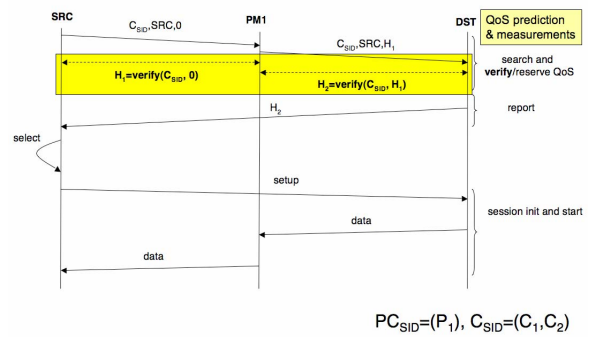 SRC
PM1
DST
QoS prediction
& measurements
C_SID,SRC,0
C_SID,SRC,H_1
search and
verify/reserve QoS
H_1=verify(C_SID, 0)
H_2=verify(C_SID, H_1)
H_2
report
select
setup
session init and start
data
data
PC_SID=(P_1), C_SID=(C_1,C_2)